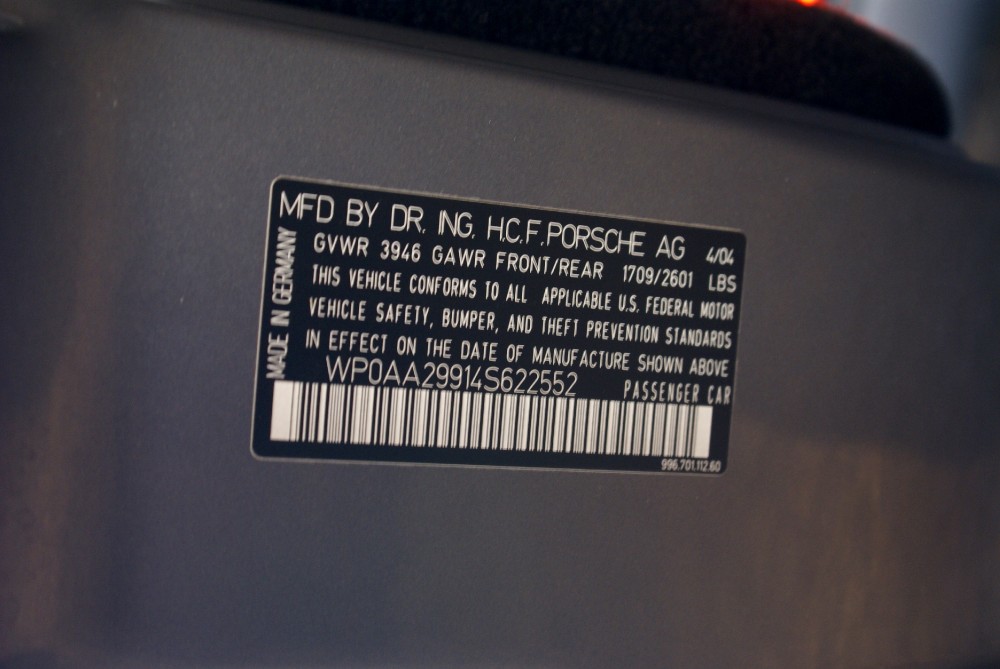 MFD BY DR. ING. H.C.F. PORSCHE AG 4/04
GVWR 3946 GAWR FRONT/REAR 1709/2601 LBS
THIS VEHICLE CONFORMS TO ALL APPLICABLE U.S. FEDERAL MOTOR
VEHICLE SAFETY, BUMPER, AND THEFT PREVENTION STANDARDS
IN EFFECT ON THE DATE OF MANUFACTURE SHOWN ABOVE
WP0AA29914S622552 PASSENGER CAR
996.701.112.60
MADE IN GERMANY